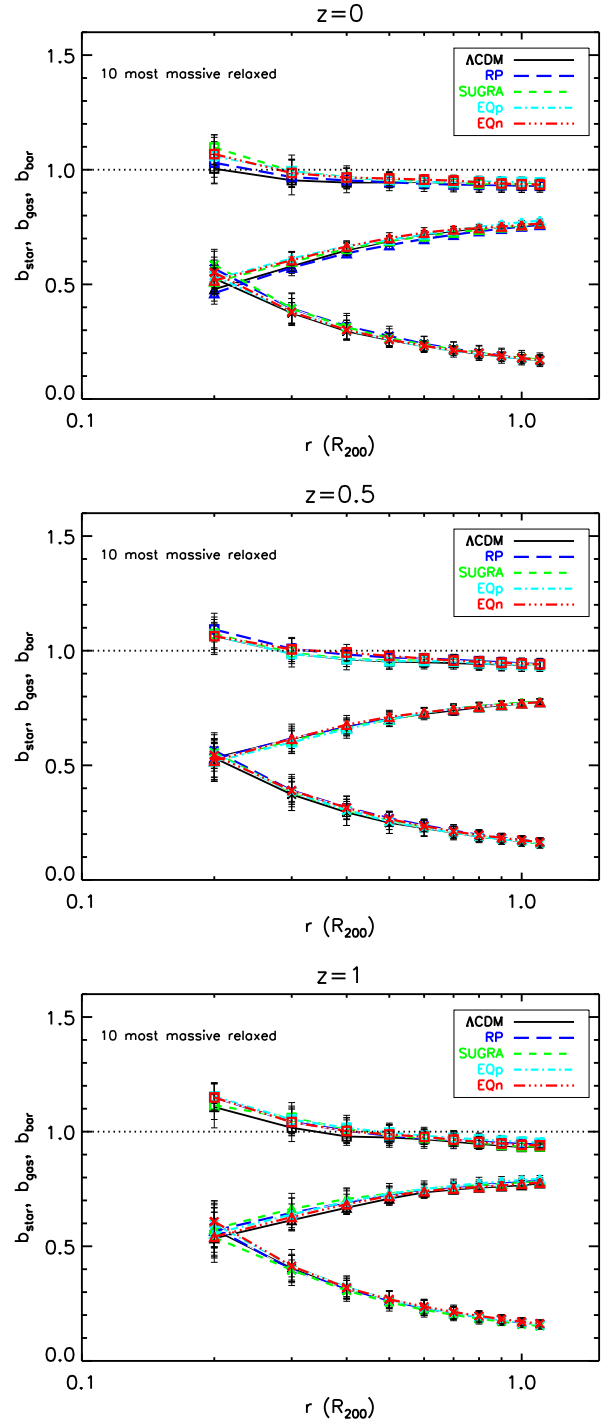 z=0
1.5
1.0
0.5
0.0
b_star, b_gas, b_bar
10 most massive relaxed
ΛCDM
RP
SUGRA
EQp
EQn
0.1
1.0
r (R_200)
z=0.5
1.5
1.0
0.5
0.0
b_star, b_gas, b_bar
10 most massive relaxed
ΛCDM
RP
SUGRA
EQp
EQn
0.1
1.0
r (R_200)
z=1
1.5
1.0
0.5
0.0
b_star, b_gas, b_bar
10 most massive relaxed
ΛCDM
RP
SUGRA
EQp
EQn
0.1
1.0
r (R_200)